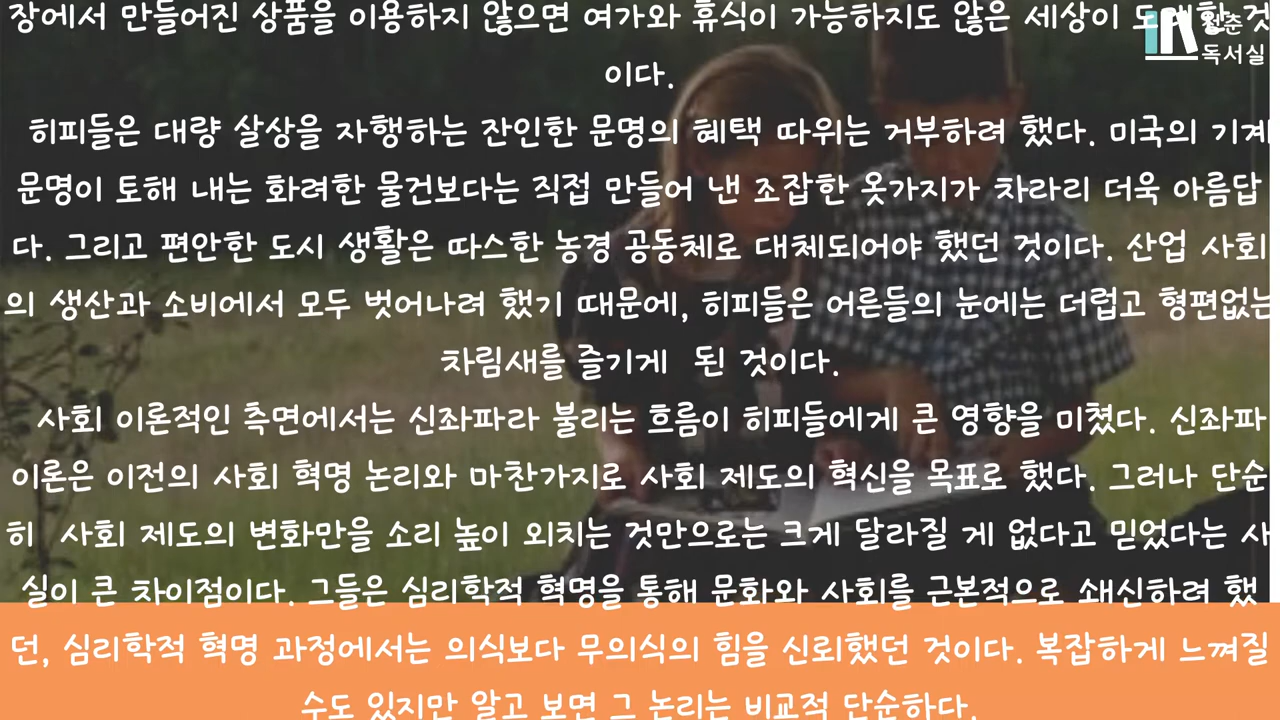 장에서 만들어진 상품을 이용하지 않으면 여가와 휴식이 가능하지도 않은 세상이 도래한 것
이다.
히피들은 대량 살상을 자행하는 잔인한 문명의 혜택 따위는 거부하려 했다. 미국의 기계
문명이 토해 내는 화려한 물건보다는 직접 만들어 낸 조잡한 옷가지가 차라리 더욱 아름답
다. 그리고 편안한 도시 생활은 따스한 농경 공동체로 대체되어야 했던 것이다. 산업 사회
의 생산과 소비에서 모두 벗어나려 했기 때문에, 히피들은 어른들의 눈에는 더럽고 형편없는
차림새를 즐기게 된 것이다.
사회 이론적인 측면에서는 신좌파라 불리는 흐름이 히피들에게 큰 영향을 미쳤다. 신좌파
이론은 이전의 사회 혁명 논리와 마찬가지로 사회 제도의 혁신을 목표로 했다. 그러나 단순
히 사회 제도의 변화만을 소리 높이 외치는 것만으로는 크게 달라질 게 없다고 믿었다는 사
실이 큰 차이점이다. 그들은 심리학적 혁명을 통해 문화와 사회를 근본적으로 쇄신하려 했
던, 심리학적 혁명 과정에서는 의식보다 무의식의 힘을 신뢰했던 것이다. 복잡하게 느껴질
수도 있지만 알고 보면 그 논리는 비교적 단순하다.
청춘
독서실